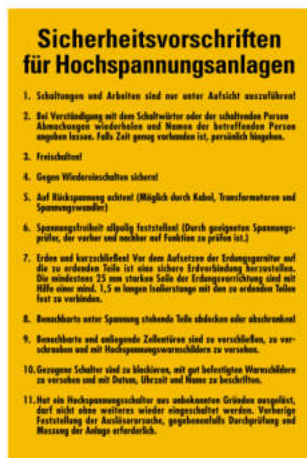 Sicherheitsvorschriften
für Hochspannungsanlagen
1. Schaltungen und Arbeiten sind nur unter Aufsicht auszuführen!
2. Bei Verständigung mit dem Schaltwärter oder der schaltenden Person
Abmachungen wiederholen und Namen der betreffenden Person
angeben lassen. Falls Zeit genug vorhanden ist, persönlich hingehen.
3. Freischalten!
4. Gegen Wiedereinschalten sichern!
5. Auf Rückspannung achten! (Möglich durch Kabel, Transformatoren und
Spannungswandler)
6. Spannungsfreiheit allpolig feststellen! (Durch geeigneten Spannungs-
prüfer, der vorher und nachher auf Funktion zu prüfen ist.)
7. Erden und kurzschließen! Vor dem Aufsetzen der Erdungsgarnitur auf
die zu erdenden Teile ist eine sichere Erdverbindung herzustellen.
Die mindestens 25 mm starken Seile der Erdungsvorrichtung sind mit
Hilfe einer mind. 1,5 m langen Isolierstange mit den zu erdenden Teilen
fest zu verbinden.
8. Benachbarte unter Spannung stehende Teile abdecken oder abschranken!
9. Benachbarte und anliegende Zellentüren sind zu verschließen, zu ver-
schrauben und mit Hochspannungswarnschildern zu versehen.
10. Gezogene Schalter sind zu blockieren, mit gut befestigten Warnschildern
zu versehen und mit Datum, Uhrzeit und Name zu beschriften.
11. Hat ein Hochspannungsschalter aus unbekannten Gründen ausgelöst,
darf nicht ohne weiteres wieder eingeschaltet werden. Vorherige
Feststellung der Auslöserursache, gegebenenfalls Durchprüfung und
Messung der Anlage erforderlich.